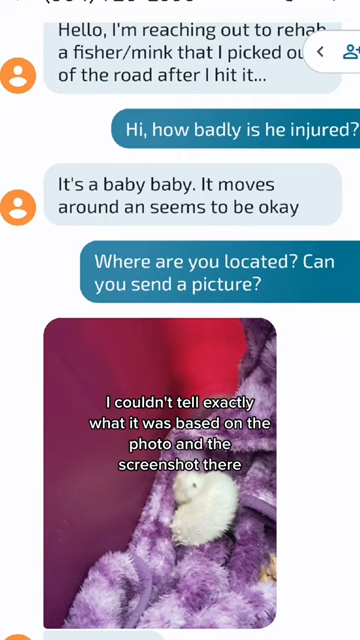 Hello, I'm reaching out to rehab
a fisher/mink that I picked
of the road after I hit it...
Hi, how badly is he injured?
It's a baby baby. It moves
around an seems to be okay
Where are you located? Can
you send a picture?
I couldn't tell exactly
what it was based on the
photo and the
screenshot there